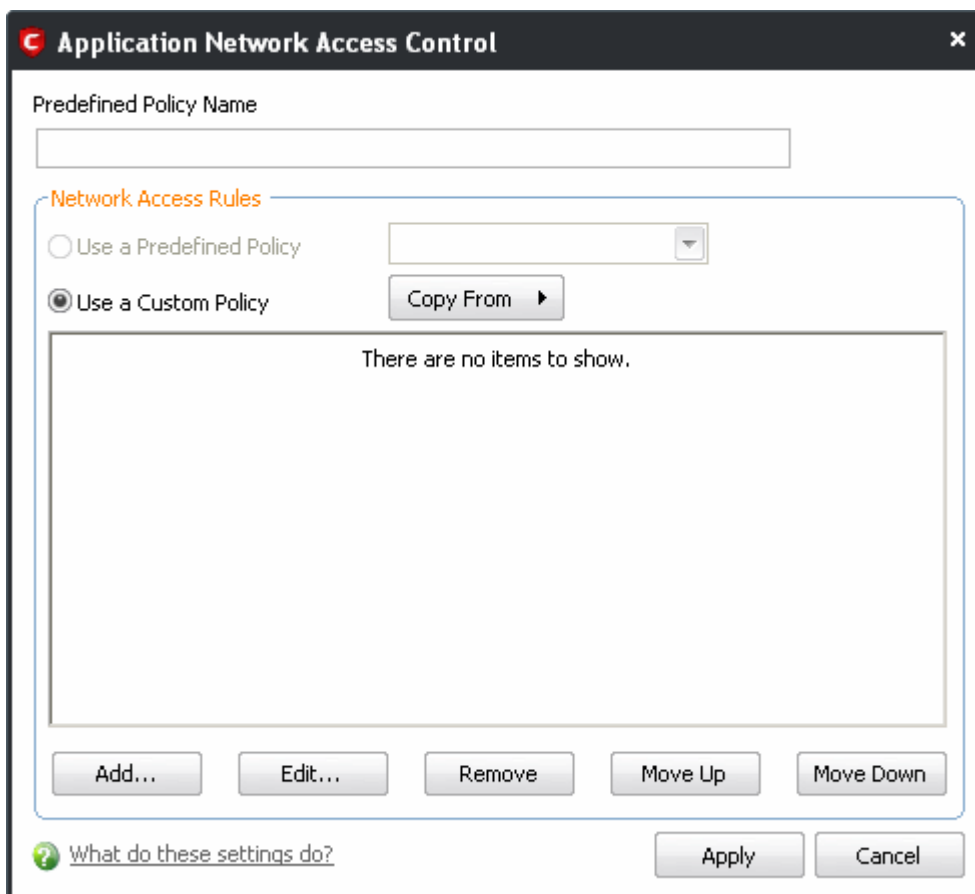 Application Network Access Control
Predefined Policy Name
Network Access Rules
Use a Predefined Policy
Use a Custom Policy
Copy From
There are no items to show.
Add...
Edit...
Remove
Move Up
Move Down
What do these settings do?
Apply
Cancel